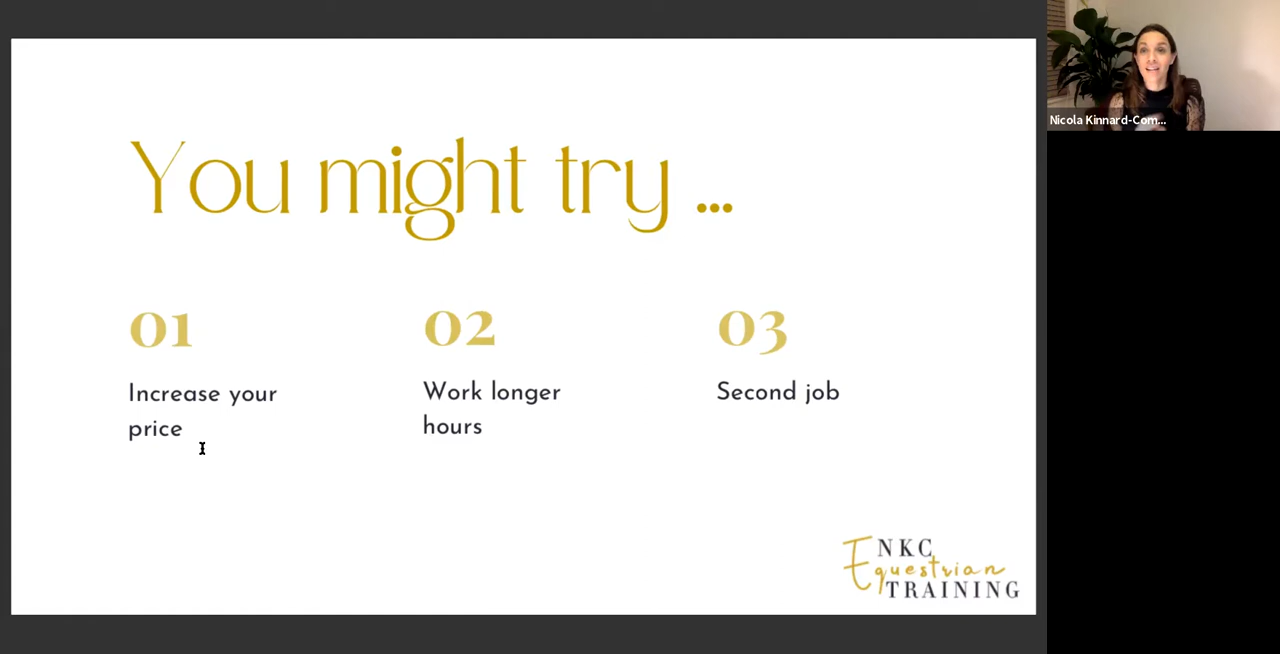 You might try ...
01
Increase your
price
02
Work longer
hours
03
Second job
NKC
Equestrian
TRAINING
Nicola Kinnard-Com...